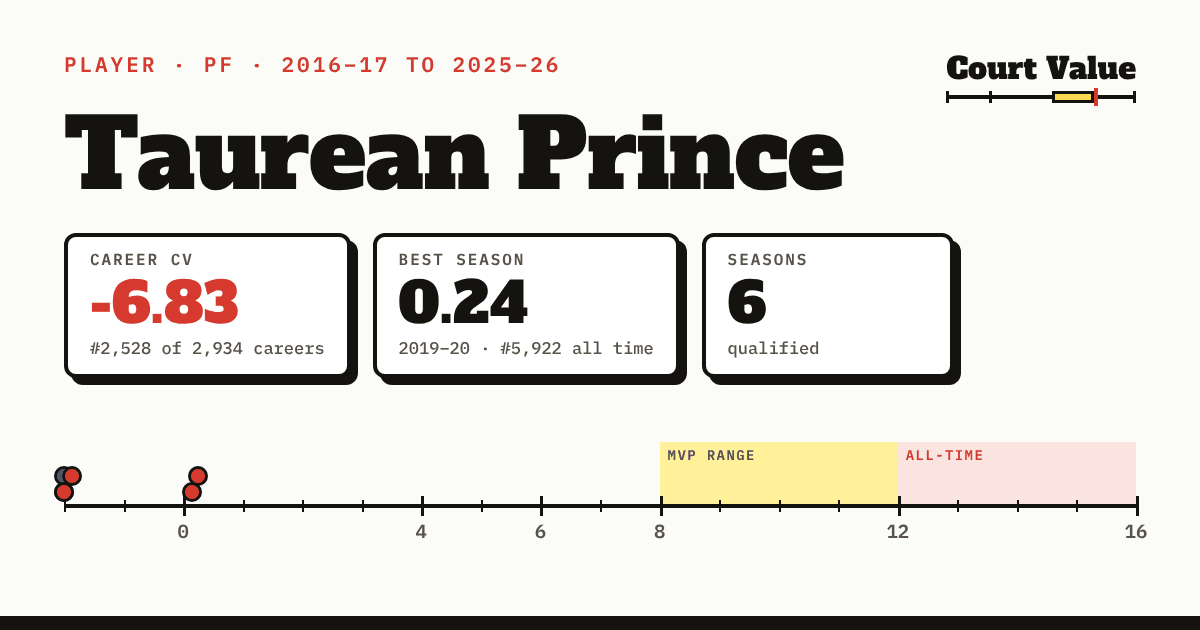 PLAYER · PF · 2016–17 TO 2025–26
Court Value
Taurean Prince
CAREER CV
-6.83
#2,528 of 2,934 careers
BEST SEASON
0.24
2019–20 · #5,922 all time
SEASONS
6
qualified
MVP RANGE
ALL-TIME
0
4
6
8
12
16